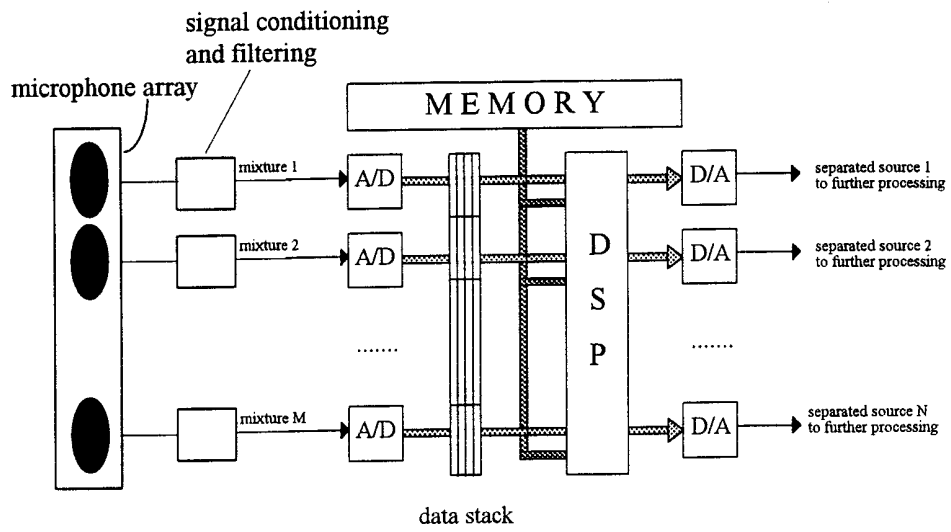 signal conditioning
and filtering
microphone array
MEMORY
mixture 1
A/D
D/A
separated source 1
to further processing
mixture 2
A/D
D/A
separated source 2
to further processing
DSP
.......
.......
mixture M
A/D
D/A
separated source N
to further processing
data stack